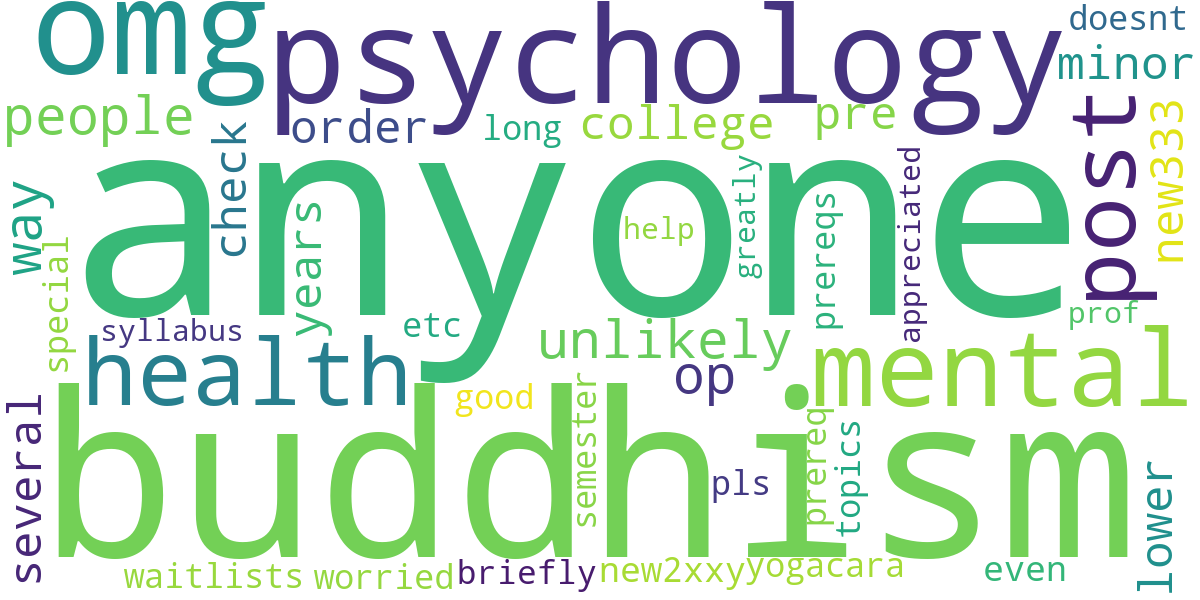 omg
psychology
doesnt
minor
people
check
order
long
college
pre
post
new333
anyone
way
special
years
help
greatly
prereqs
appreciated
syllabus
etc
unlikely
prof
health
op
mental
good
several
buddhism
semester
pls
prereq
topics
lower
waitlists
worried
briefly
new2xxy
yogacara
even